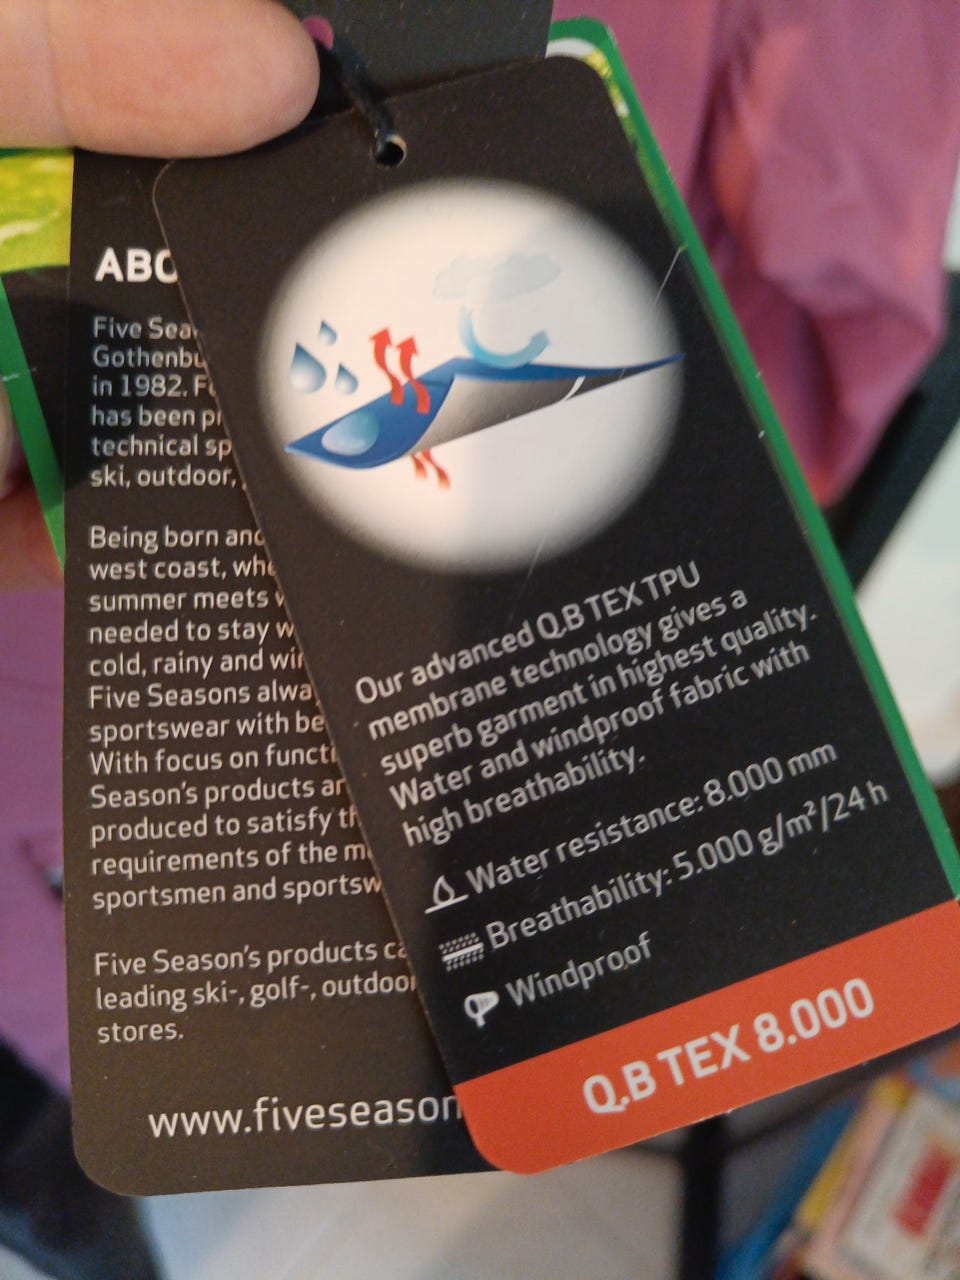 ABO
Five Sea
Gothenbu
in 1982. F
has been p
technical sp
ski, outdoor,
Being born and
west coast, whe
summer meets
needed to stay w
cold, rainy and wi
Five Seasons alwa
sportswear with be
With focus on functi
Season's products ar
produced to satisfy th
requirements of the m
sportsmen and sportsw
Five Season's products ca
leading ski-, golf-, outdoor
stores.
www.fiveseason
Our advanced Q.B TEX TPU
membrane technology gives a
superb garment in highest quality.
Water and windproof fabric with
high breathability.
Water resistance: 8.000 mm
Breathability: 5.000 g/m²/24 h
Windproof
Q.B TEX 8.000